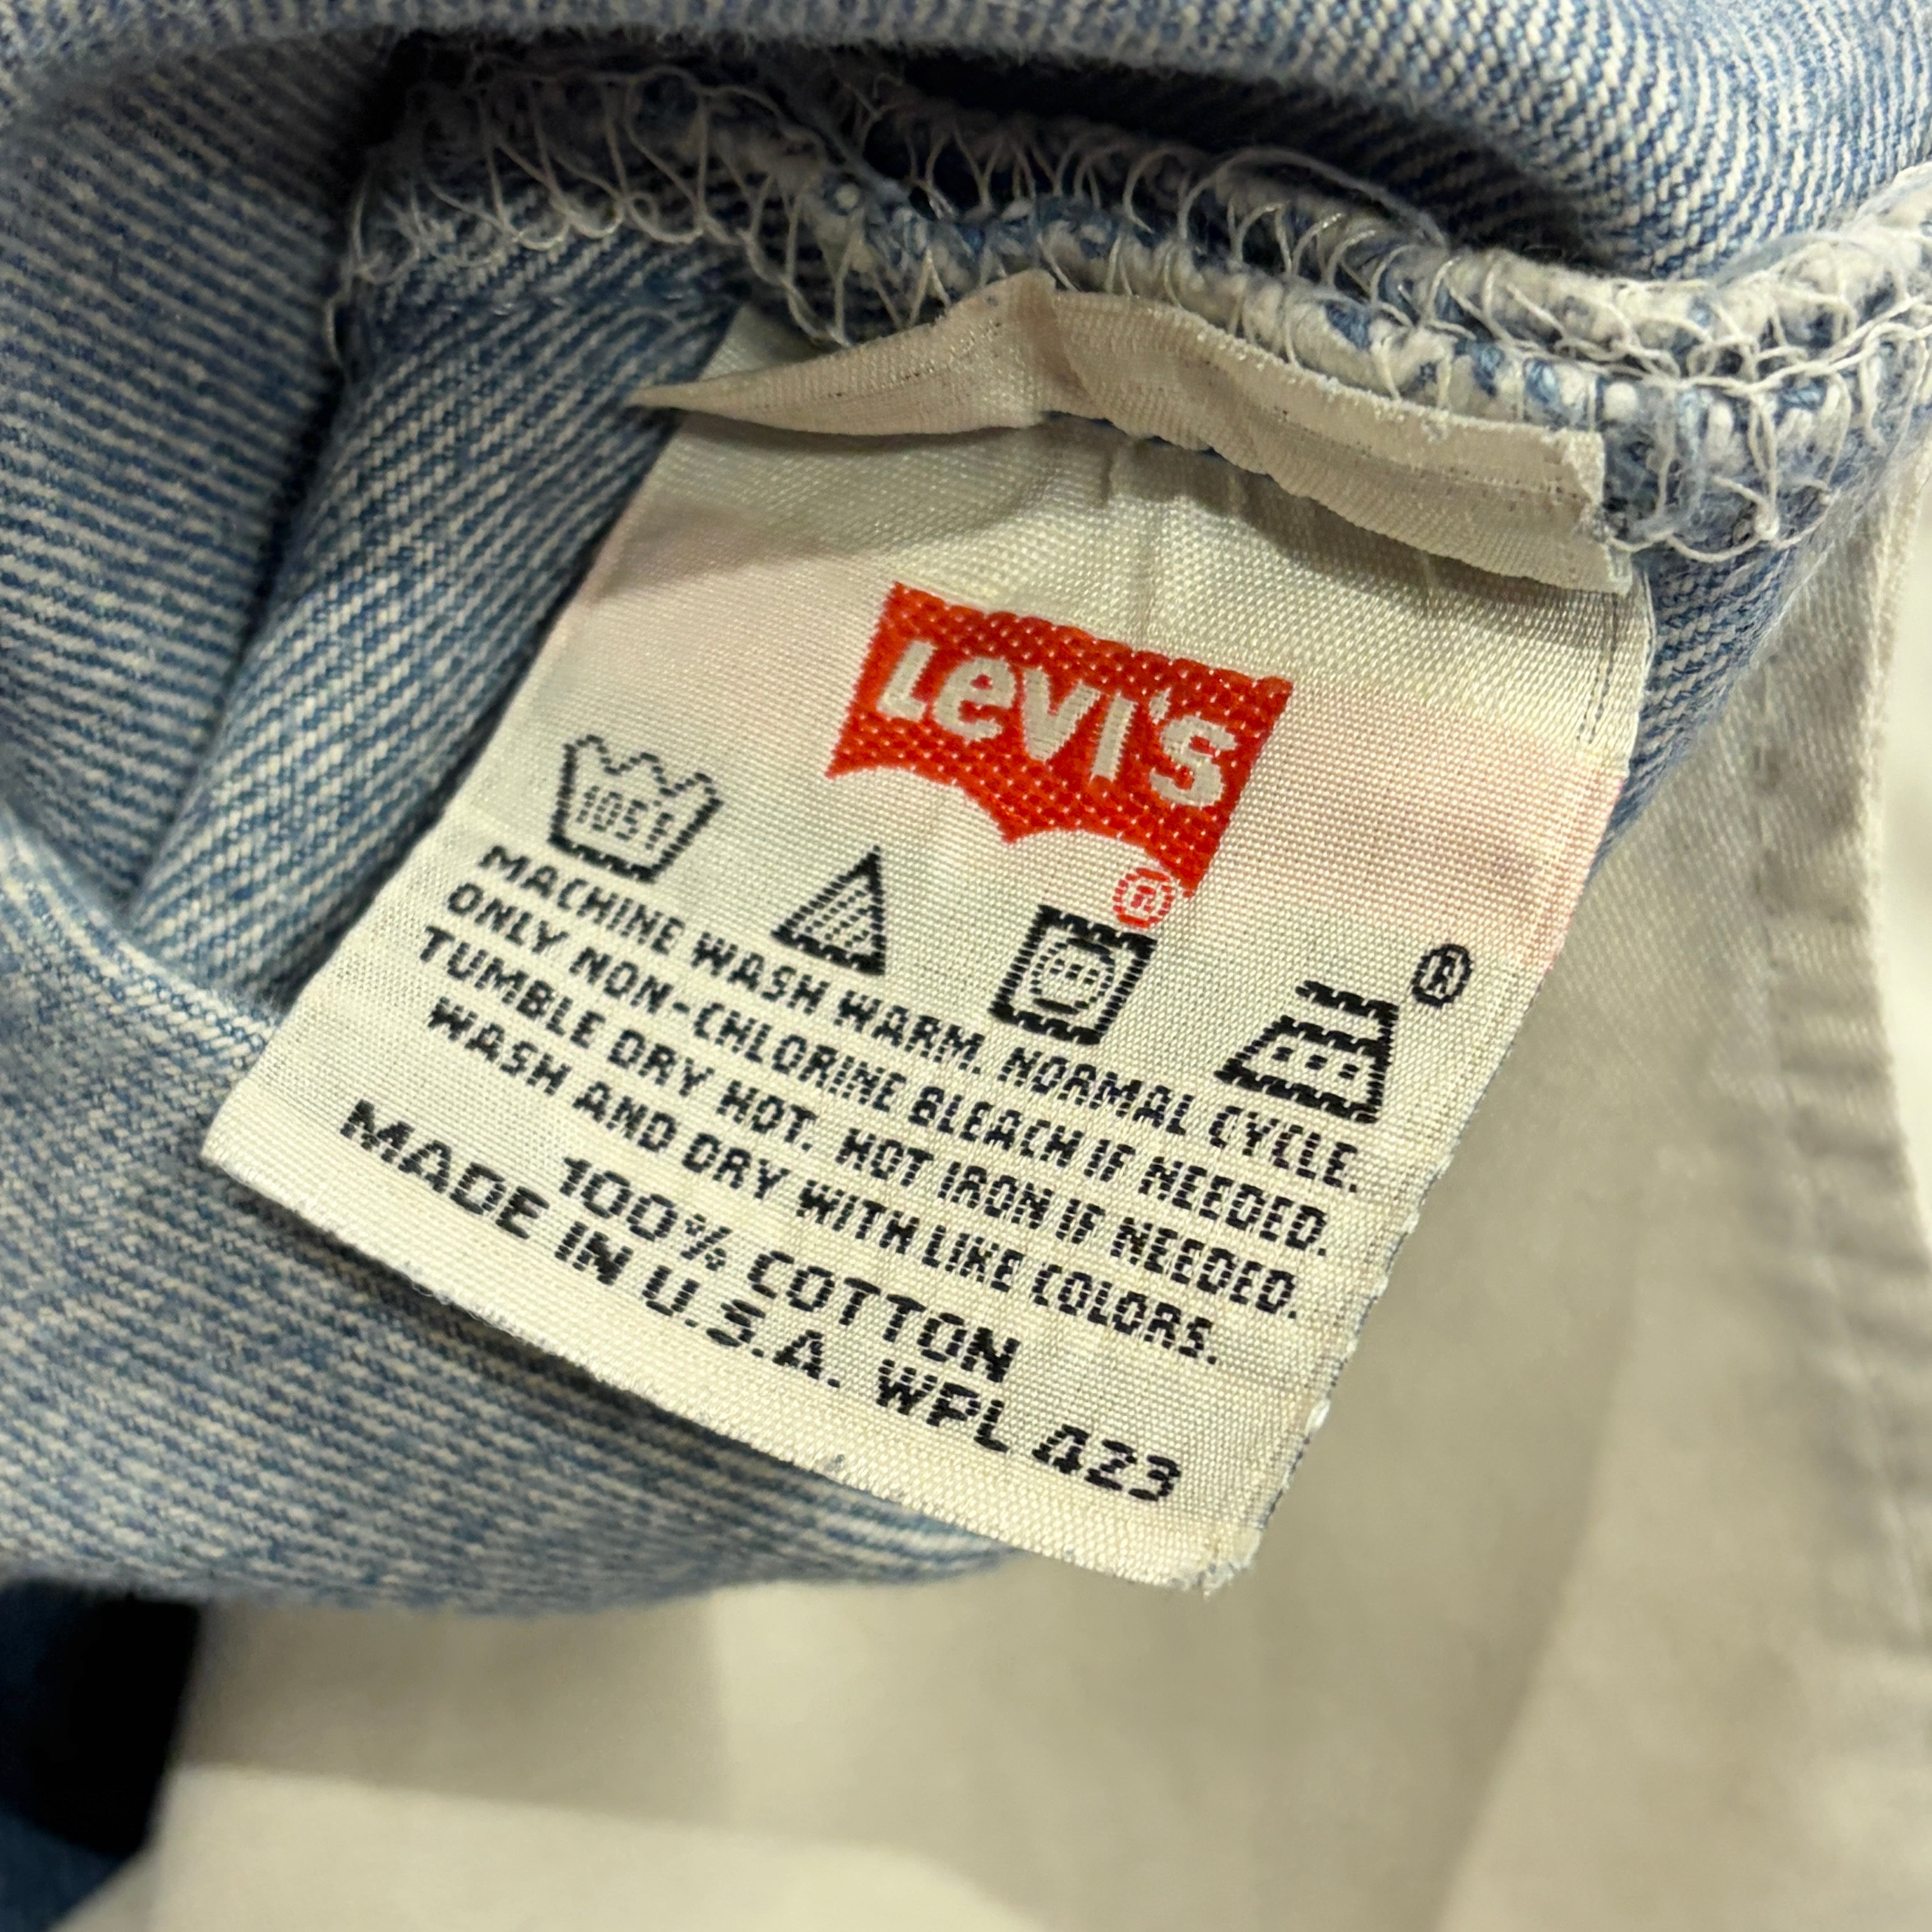 Levi's
®
105F
®
MACHINE WASH WARM. NORMAL CYCLE.
ONLY NON-CHLORINE BLEACH IF NEEDED.
TUMBLE DRY HOT. HOT IRON IF NEEDED.
WASH AND DRY WITH LIKE COLORS.
100% COTTON
MADE IN U.S.A. WPL 423